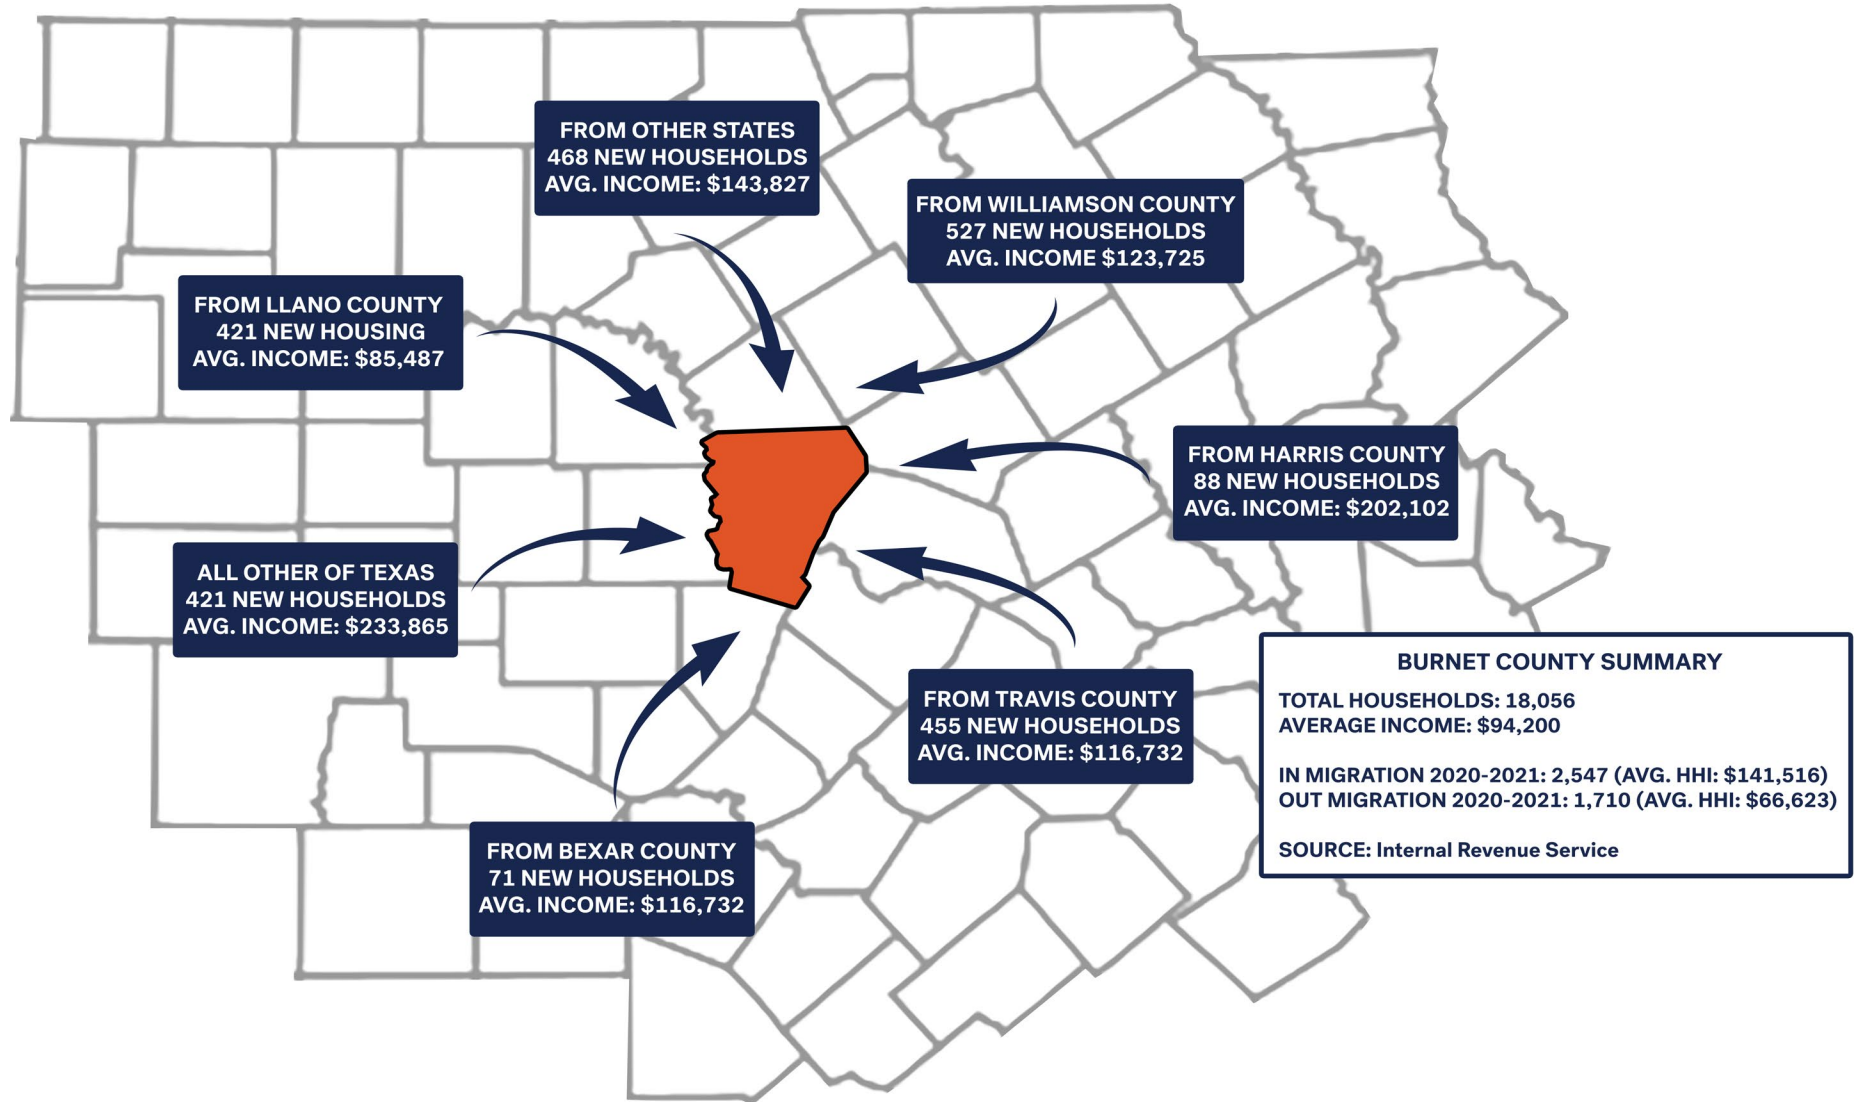 FROM OTHER STATES
468 NEW HOUSEHOLDS
AVG. INCOME: $143,827
FROM WILLIAMSON COUNTY
527 NEW HOUSEHOLDS
AVG. INCOME $123,725
FROM LLANO COUNTY
421 NEW HOUSING
AVG. INCOME: $85,487
FROM HARRIS COUNTY
88 NEW HOUSEHOLDS
AVG. INCOME: $202,102
ALL OTHER OF TEXAS
421 NEW HOUSEHOLDS
AVG. INCOME: $233,865
FROM TRAVIS COUNTY
455 NEW HOUSEHOLDS
AVG. INCOME: $116,732
FROM BEXAR COUNTY
71 NEW HOUSEHOLDS
AVG. INCOME: $116,732
BURNET COUNTY SUMMARY
TOTAL HOUSEHOLDS: 18,056
AVERAGE INCOME: $94,200
IN MIGRATION 2020-2021: 2,547 (AVG. HHI: $141,516)
OUT MIGRATION 2020-2021: 1,710 (AVG. HHI: $66,623)
SOURCE: Internal Revenue Service